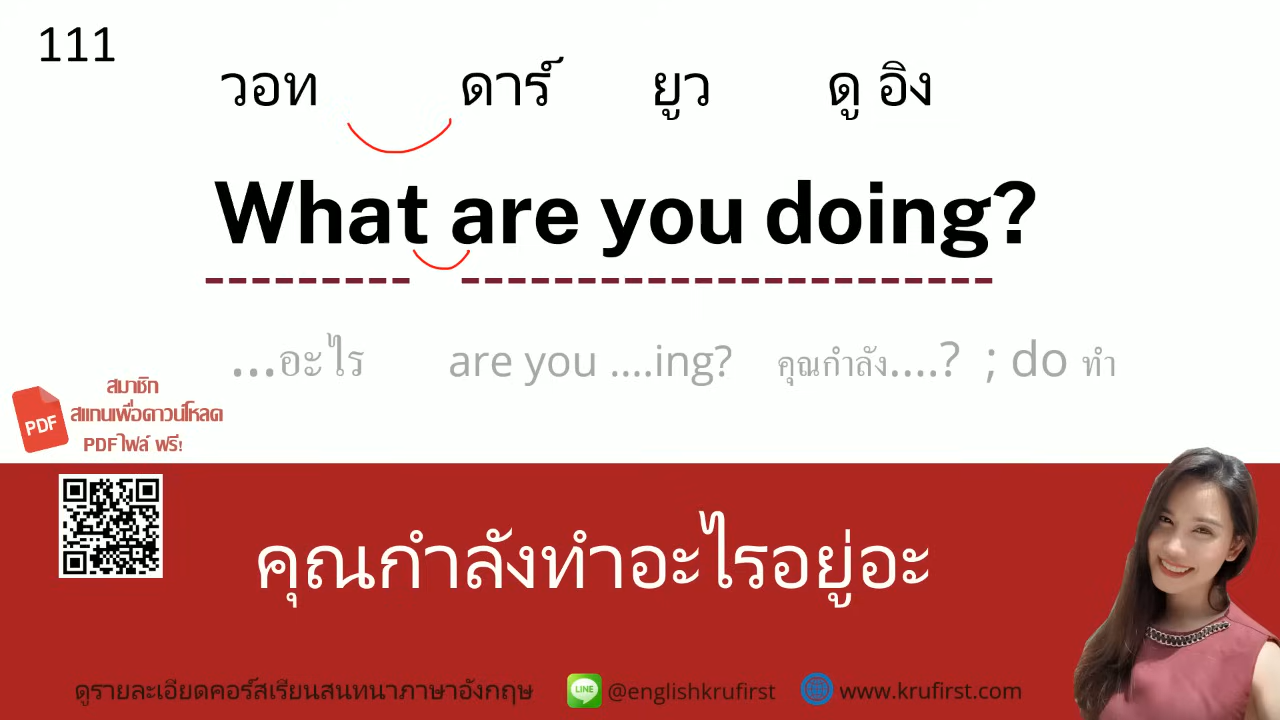 111
วอท ดาร์ ยูว ดู อิง
What are you doing?
...อะไร are you ....ing? คุณกำลัง....? ; do ทำ
สมาชิก
สแกนเพื่อดาวน์โหลด
PDF ไฟล์ ฟรี!
PDF
คุณกำลังทำอะไรอยู่อะ
ดูรายละเอียดคอร์สเรียนสนทนาภาษาอังกฤษ LINE @englishkrufirst www.krufirst.com